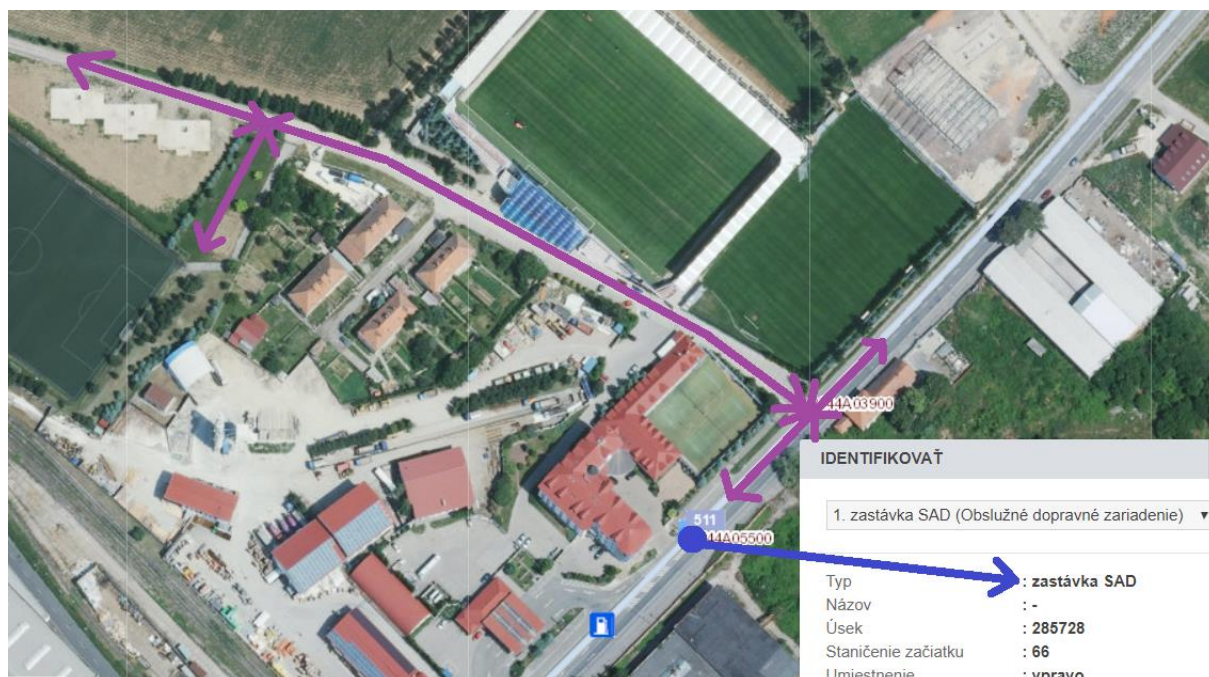 44A03900
IDENTIFIKOVAŤ
1. zastávka SAD (Obslužné dopravné zariadenie)
511
44A05500
Typ : zastávka SAD
Názov : -
Úsek : 285728
Staničenie začiatku : 66
Umiestnenie : vpravo